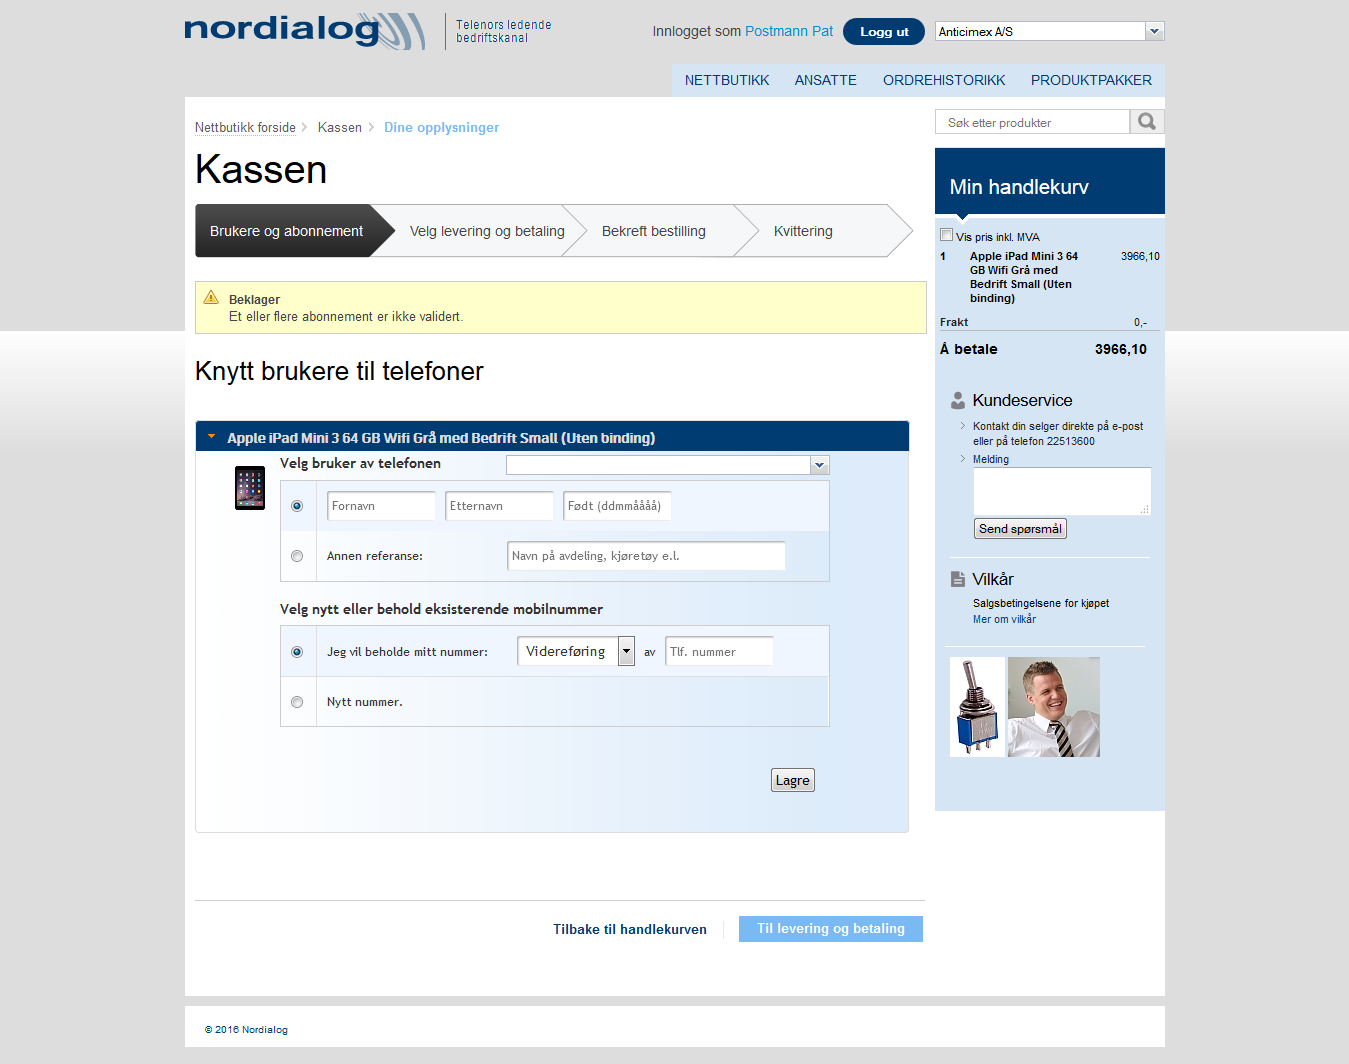 nordialog
Telenors ledende
bedriftskanal
Innlogget som Postmann Pat
Logg ut
Anticimex A/S
NETTBUTIKK
ANSATTE
ORDREHISTORIKK
PRODUKTPAKKER
Nettbutikk forside
Kassen
Dine opplysninger
Søk etter produkter
Kassen
Brukere og abonnement
Velg levering og betaling
Bekreft bestilling
Kvittering
Beklager
Et eller flere abonnement er ikke validert.
Knytt brukere til telefoner
Apple iPad Mini 3 64 GB Wifi Grå med Bedrift Small (Uten binding)
Velg bruker av telefonen
Fornavn
Etternavn
Født (ddmmåååå)
Annen referanse:
Navn på avdeling, kjøretøy e.l.
Velg nytt eller behold eksisterende mobilnummer
Jeg vil beholde mitt nummer:
Videreføring
av
Tlf. nummer
Nytt nummer.
Lagre
Tilbake til handlekurven
Til levering og betaling
Min handlekurv
Vis pris inkl. MVA
1 Apple iPad Mini 3 64 3966,10
GB Wifi Grå med
Bedrift Small (Uten
binding)
Frakt 0,-
Å betale 3966,10
Kundeservice
Kontakt din selger direkte på e-post
eller på telefon 22513600
Melding
Send spørsmål
Vilkår
Salgsbetingelsene for kjøpet
Mer om vilkår
© 2016 Nordialog